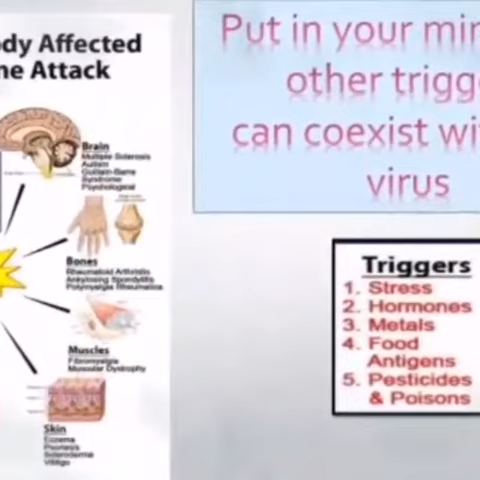 ody Affected
ne Attack
Brain
Multiple Sclerosis
Autism
Guillain-Barre
Syndrome
Psychological
Bones
Rheumatoid Arthritis
Ankylosing Spondylitis
Polymyalgia Rheumatica
Muscles
Fibromyalgia
Muscular Dystrophy
Skin
Eczema
Psoriasis
Scleroderma
Vitiligo
Put in your min
other trigg
can coexist wi
virus
Triggers
1. Stress
2. Hormones
3. Metals
4. Food
Antigens
5. Pesticides
& Poisons